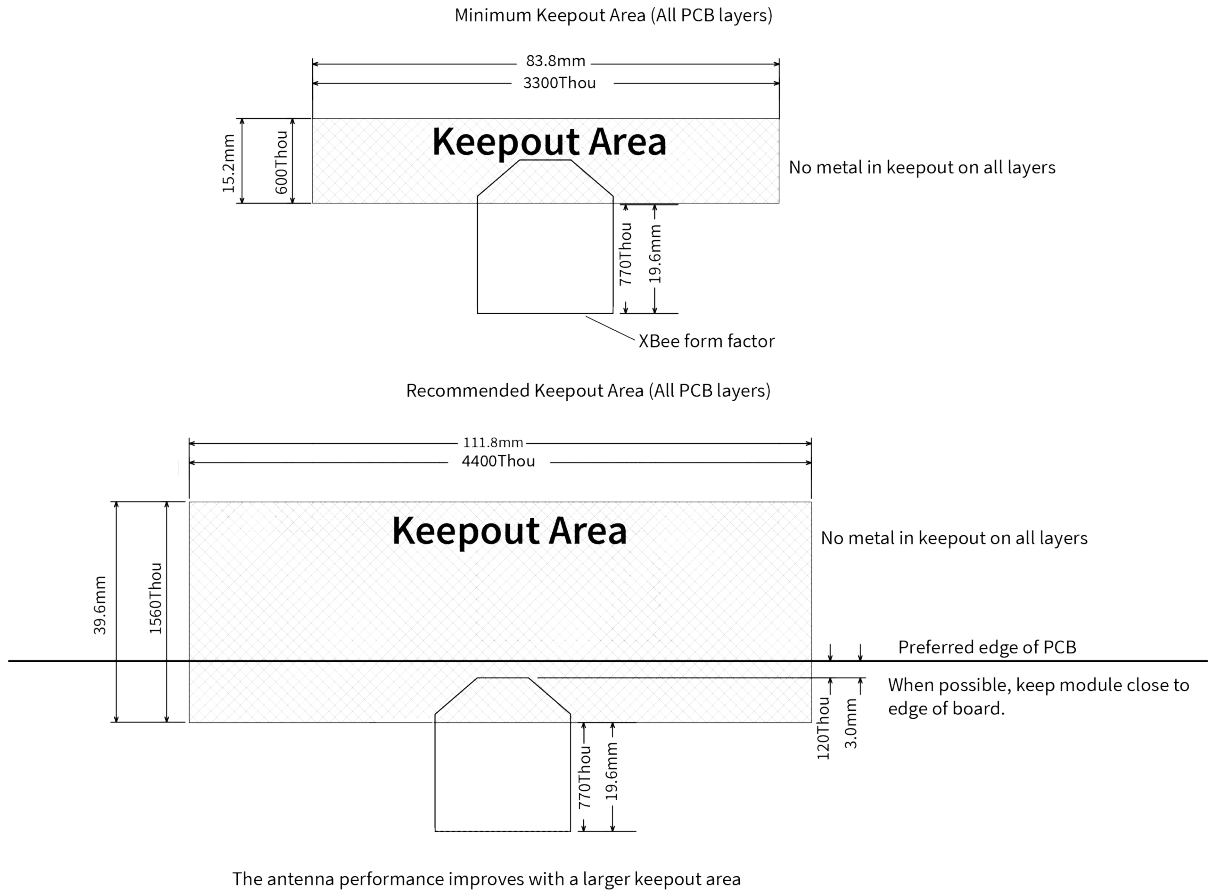 Minimum Keepout Area (All PCB layers)
83.8mm
3300Thou
Keepout Area
15.2mm
600Thou
No metal in keepout on all layers
770Thou
19.6mm
XBee form factor
Recommended Keepout Area (All PCB layers)
111.8mm
4400Thou
Keepout Area
No metal in keepout on all layers
39.6mm
1560Thou
Preferred edge of PCB
When possible, keep module close to
edge of board.
120Thou
3.0mm
770Thou
19.6mm
The antenna performance improves with a larger keepout area